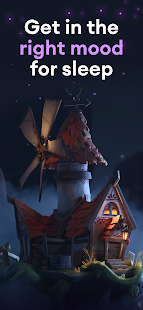 Get in the
right mood
for sleep